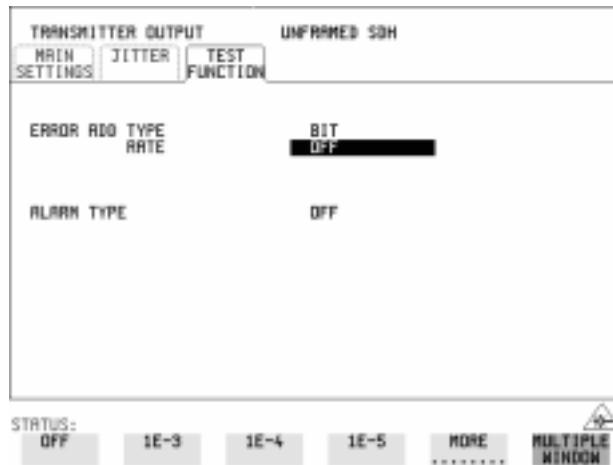 TRANSMITTER OUTPUT UNFRAMED SDH
MAIN SETTINGS JITTER TEST FUNCTION
ERROR ADD TYPE BIT
RATE OFF
ALARM TYPE OFF
STATUS:
OFF 1E-3 1E-4 1E-5 MORE ........ MULTIPLE WINDOW